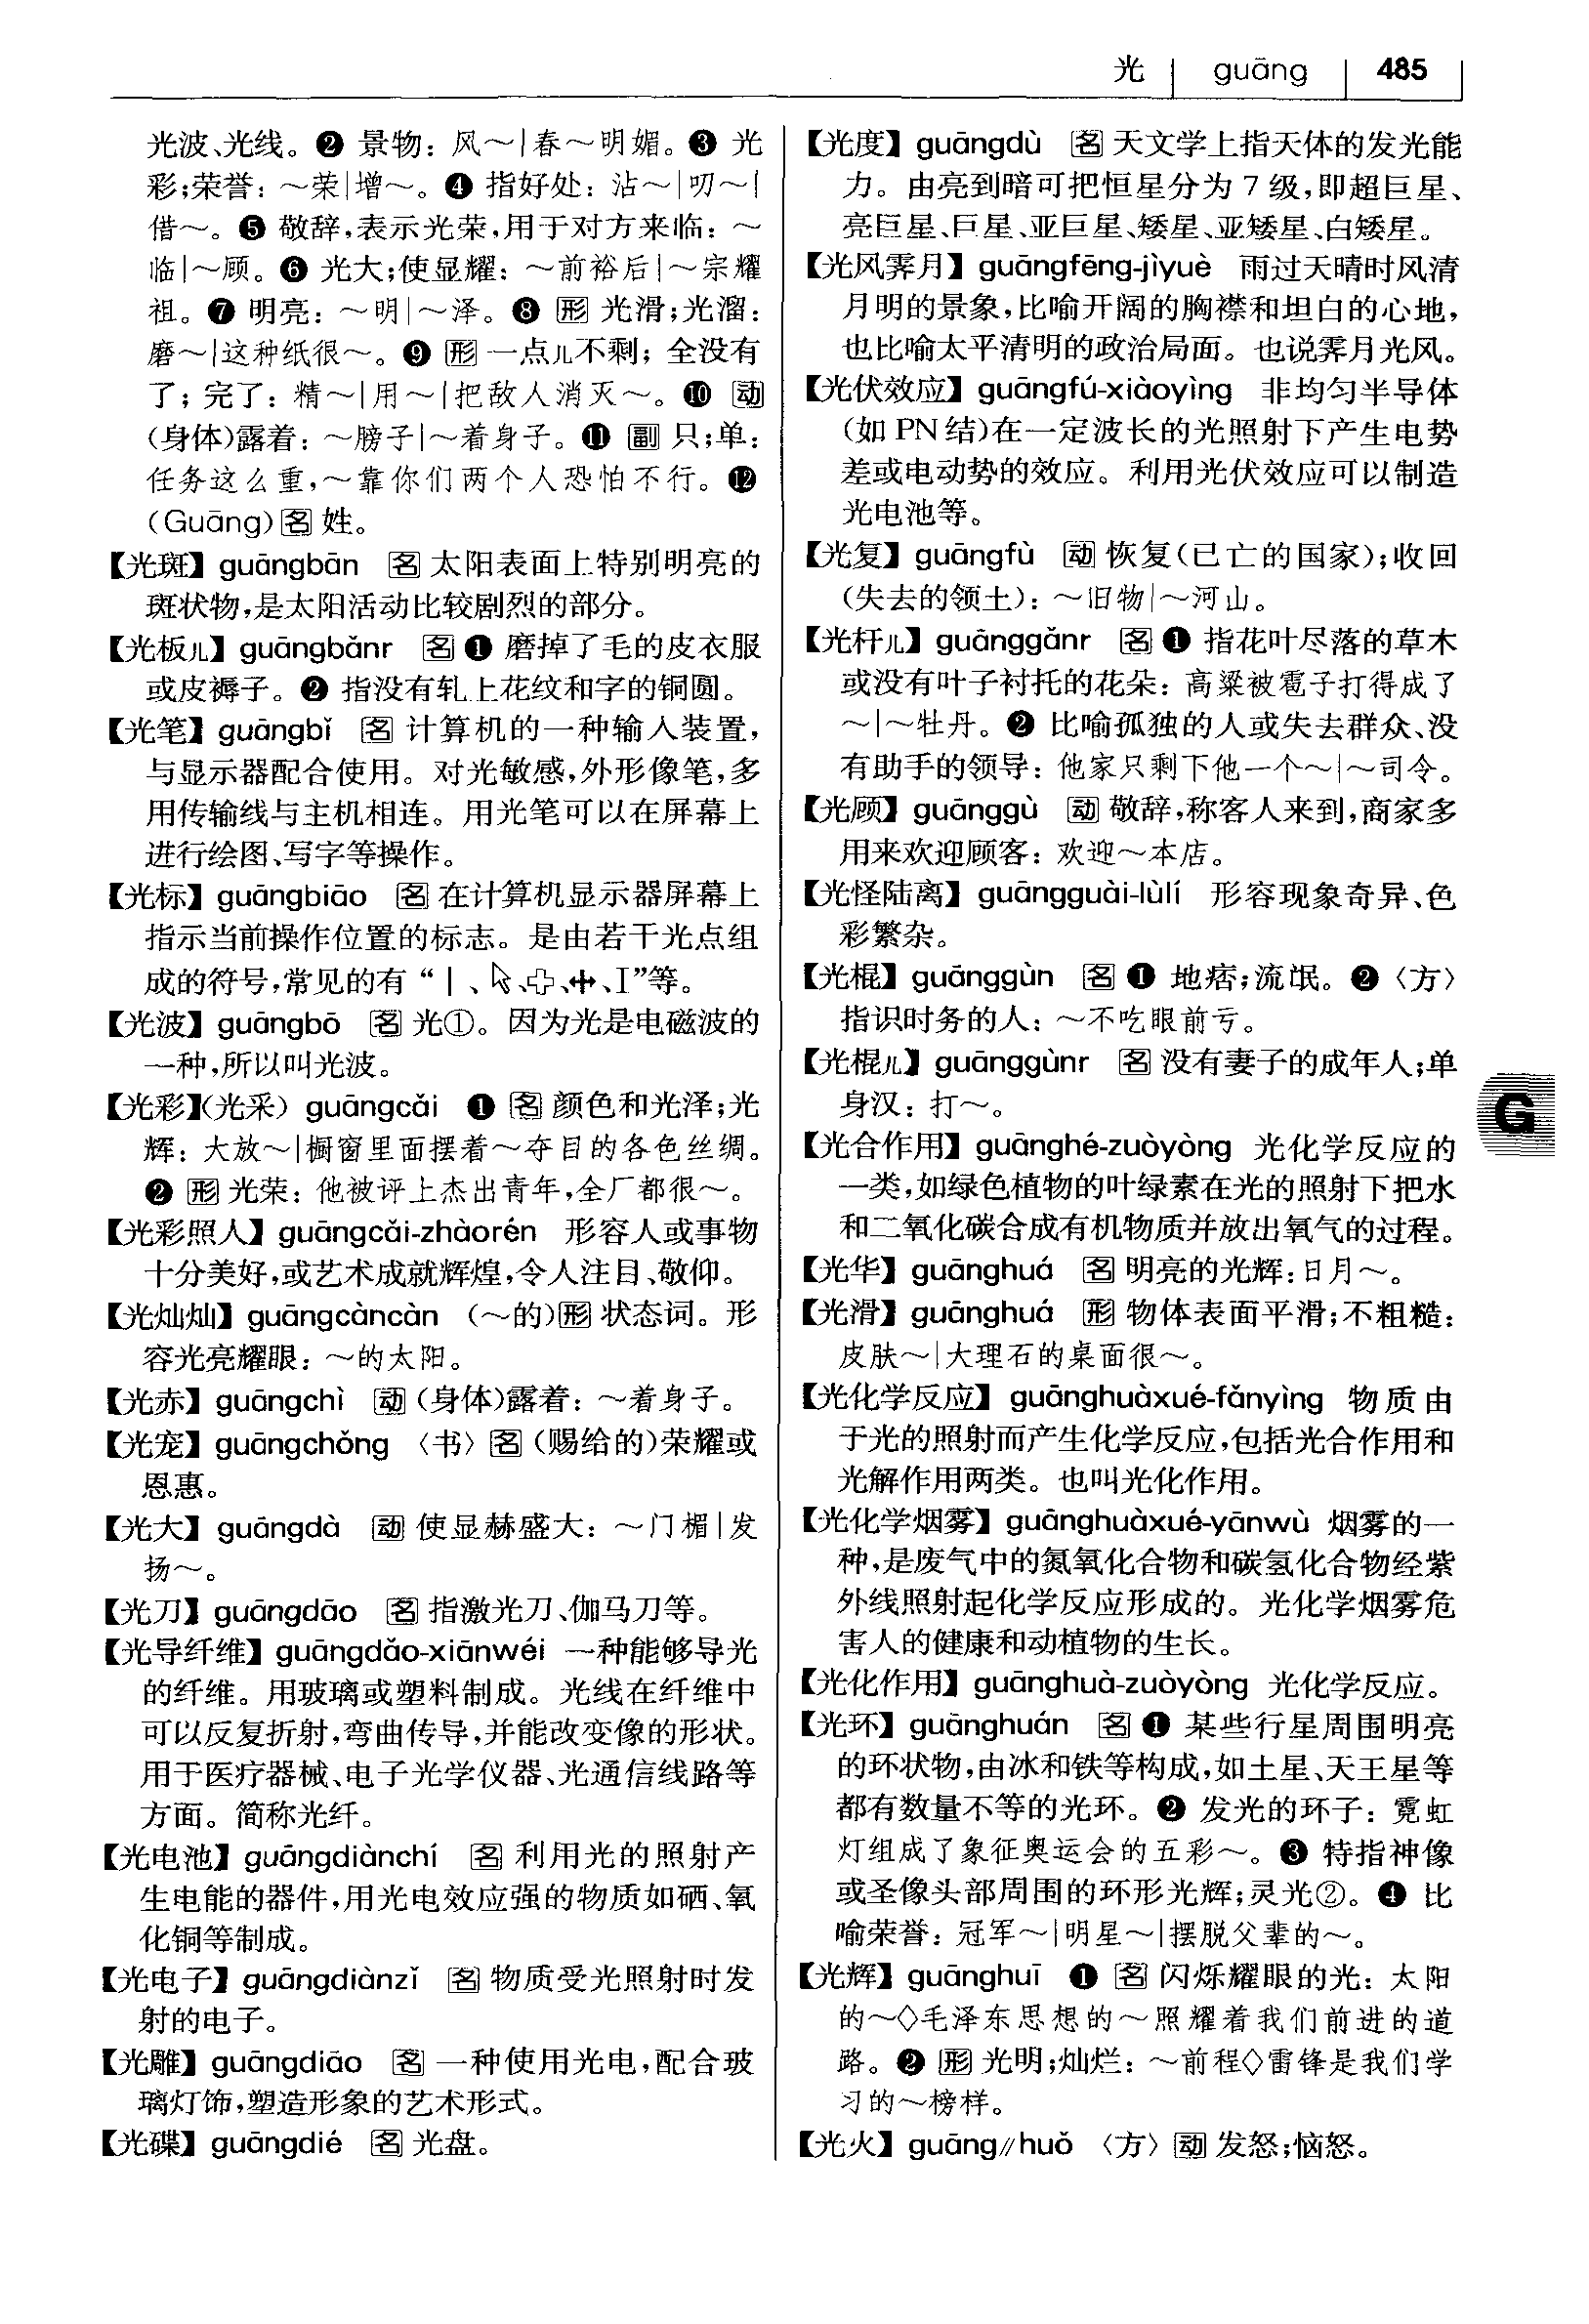 光 | guāng | 485
光波、光线。❷ 景物：风～|春～明媚。❸ 光
彩；荣誉：～荣|增～。❹ 指好处：沾～|叨～|
借～。❺ 敬辞，表示光荣，用于对方来临：～
临|～顾。❻ 光大；使显耀：～前裕后|～宗耀
祖。❼ 明亮：～明|～泽。❽ 形 光滑；光溜：
磨～|这种纸很～。❾ 形 一点儿不剩；全没有
了；完了：精～|用～|把敌人消灭～。❿ 动
（身体）露着：～膀子|～着身子。⓫ 副 只；单：
任务这么重，～靠你们两个人恐怕不行。⓬
（Guāng）名 姓。
【光斑】guāngbān 名 太阳表面上特别明亮的
斑状物，是太阳活动比较剧烈的部分。
【光板儿】guāngbǎnr 名 ❶ 磨掉了毛的皮衣服
或皮褥子。❷ 指没有轧上花纹和字的铜圆。
【光笔】guāngbǐ 名 计算机的一种输入装置，
与显示器配合使用。对光敏感，外形像笔，多
用传输线与主机相连。用光笔可以在屏幕上
进行绘图、写字等操作。
【光标】guāngbiāo 名 在计算机显示器屏幕上
指示当前操作位置的标志。是由若干光点组
成的符号，常见的有“|、、、、I”等。
【光波】guāngbō 名 光①。因为光是电磁波的
一种，所以叫光波。
【光彩】（光采）guāngcǎi ❶ 名 颜色和光泽；光
辉：大放～|橱窗里面摆着～夺目的各色丝绸。
❷ 形 光荣：他被评上杰出青年，全厂都很～。
【光彩照人】guāngcǎi-zhàorén 形容人或事物
十分美好，或艺术成就辉煌，令人注目、敬仰。
【光灿灿】guāngcàncàn （～的）形 状态词。形
容光亮耀眼：～的太阳。
【光赤】guāngchì 动（身体）露着：～着身子。
【光宠】guāngchǒng 〈书〉名（赐给的）荣耀或
恩惠。
【光大】guāngdà 动 使显赫盛大：～门楣|发
扬～。
【光刀】guāngdāo 名 指激光刀、伽马刀等。
【光导纤维】guāngdǎo-xiānwéi 一种能够导光
的纤维。用玻璃或塑料制成。光线在纤维中
可以反复折射，弯曲传导，并能改变像的形状。
用于医疗器械、电子光学仪器、光通信线路等
方面。简称光纤。
【光电池】guāngdiànchí 名 利用光的照射产
生电能的器件，用光电效应强的物质如硒、氧
化铜等制成。
【光电子】guāngdiànzǐ 名 物质受光照射时发
射的电子。
【光雕】guāngdiāo 名 一种使用光电，配合玻
璃灯饰，塑造形象的艺术形式。
【光碟】guāngdié 名 光盘。
【光度】guāngdù 名 天文学上指天体的发光能
力。由亮到暗可把恒星分为 7 级，即超巨星、
亮巨星、巨星、亚巨星、矮星、亚矮星、白矮星。
【光风霁月】guāngfēng-jìyuè 雨过天晴时风清
月明的景象，比喻开阔的胸襟和坦白的心地，
也比喻太平清明的政治局面。也说霁月光风。
【光伏效应】guāngfú-xiàoyìng 非均匀半导体
（如 PN 结）在一定波长的光照射下产生电势
差或电动势的效应。利用光伏效应可以制造
光电池等。
【光复】guāngfù 动 恢复（已亡的国家）；收回
（失去的领土）：～旧物|～河山。
【光杆儿】guānggǎnr 名 ❶ 指花叶尽落的草木
或没有叶子衬托的花朵：高粱被雹子打得成了
～|～牡丹。❷ 比喻孤独的人或失去群众、没
有助手的领导：他家只剩下他一个～|～司令。
【光顾】guānggù 动 敬辞，称客人来到，商家多
用来欢迎顾客：欢迎～本店。
【光怪陆离】guāngguài-lùlí 形容现象奇异、色
彩繁杂。
【光棍】guānggùn 名 ❶ 地痞；流氓。❷〈方〉
指识时务的人：～不吃眼前亏。
【光棍儿】guānggùnr 名 没有妻子的成年人；单
身汉：打～。
【光合作用】guānghé-zuòyòng 光化学反应的
一类，如绿色植物的叶绿素在光的照射下把水
和二氧化碳合成有机物质并放出氧气的过程。
【光华】guānghuá 名 明亮的光辉：日月～。
【光滑】guānghuá 形 物体表面平滑；不粗糙：
皮肤～|大理石的桌面很～。
【光化学反应】guānghuàxué-fǎnyìng 物质由
于光的照射而产生化学反应，包括光合作用和
光解作用两类。也叫光化作用。
【光化学烟雾】guānghuàxué-yānwù 烟雾的一
种，是废气中的氮氧化合物和碳氢化合物经紫
外线照射起化学反应形成的。光化学烟雾危
害人的健康和动植物的生长。
【光化作用】guānghuà-zuòyòng 光化学反应。
【光环】guānghuán 名 ❶ 某些行星周围明亮
的环状物，由冰和铁等构成，如土星、天王星等
都有数量不等的光环。❷ 发光的环子：霓虹
灯组成了象征奥运会的五彩～。❸ 特指神像
或圣像头部周围的环形光辉；灵光②。❹ 比
喻荣誉：冠军～|明星～|摆脱父辈的～。
【光辉】guānghuī ❶ 名 闪烁耀眼的光：太阳
的～◇毛泽东思想的～照耀着我们前进的道
路。❷ 形 光明；灿烂：～前程◇雷锋是我们学
习的～榜样。
【光火】guāng∥huǒ 〈方〉动 发怒；恼怒。
G